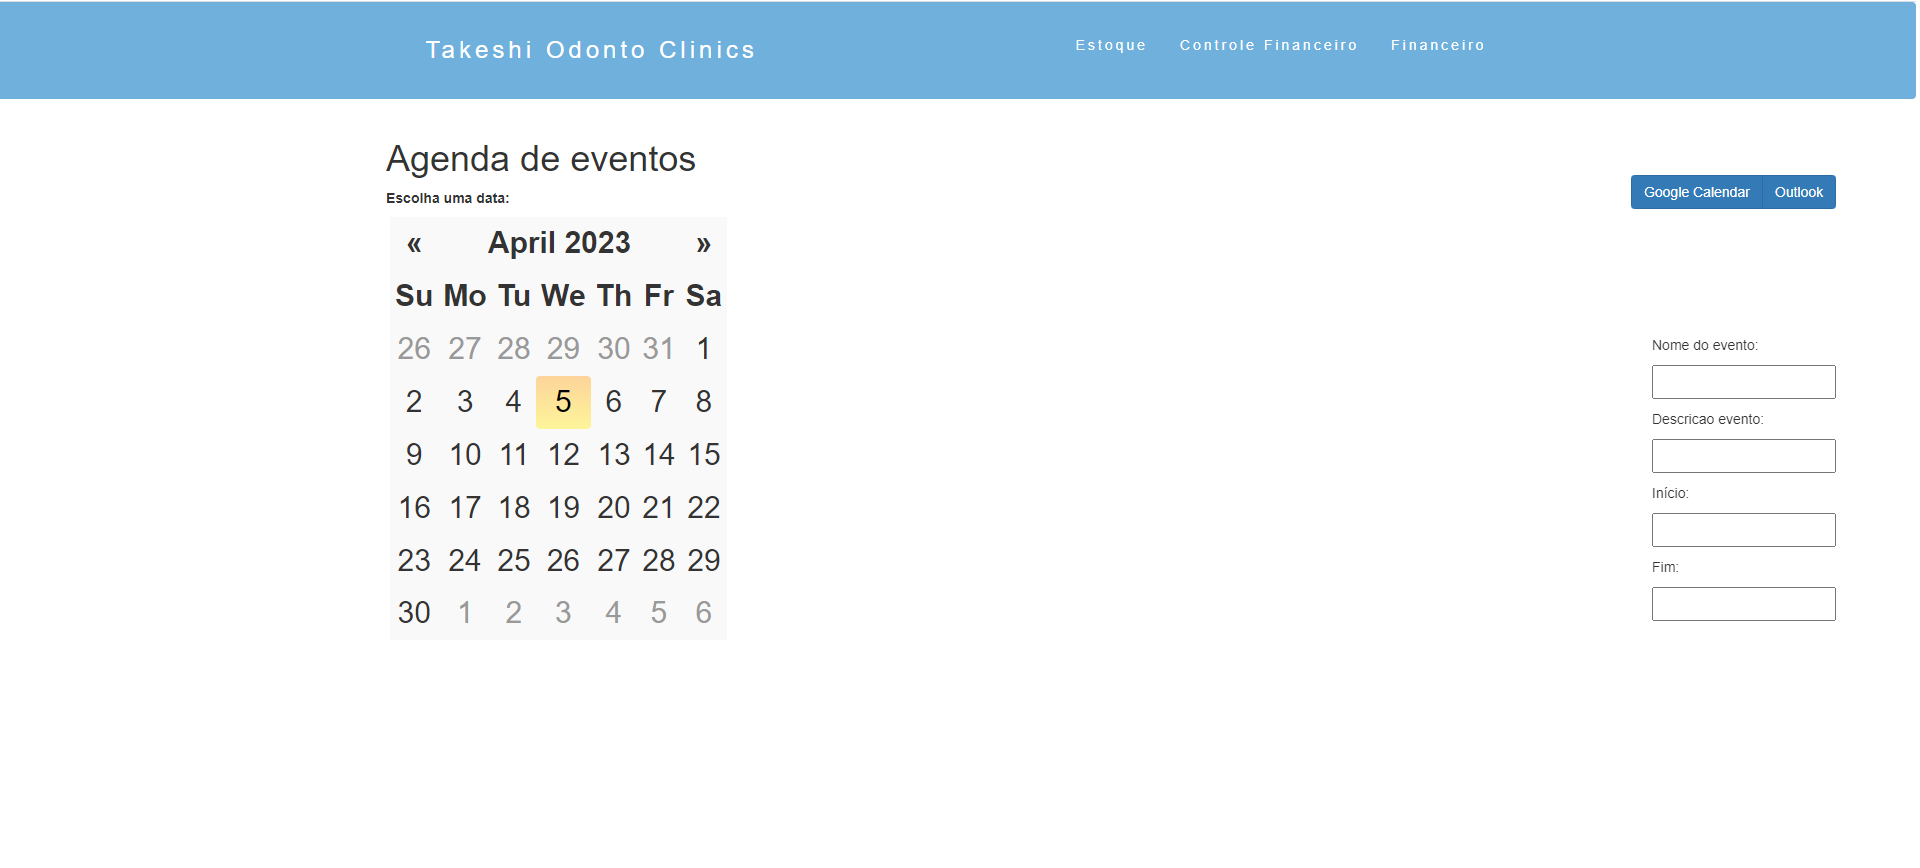 Takeshi Odonto Clinics
Estoque Controle Financeiro Financeiro
Agenda de eventos
Escolha uma data:
« April 2023 »
Su Mo Tu We Th Fr Sa
26 27 28 29 30 31 1
2 3 4 5 6 7 8
9 10 11 12 13 14 15
16 17 18 19 20 21 22
23 24 25 26 27 28 29
30 1 2 3 4 5 6
Google Calendar Outlook
Nome do evento:
Descricao evento:
Início:
Fim: